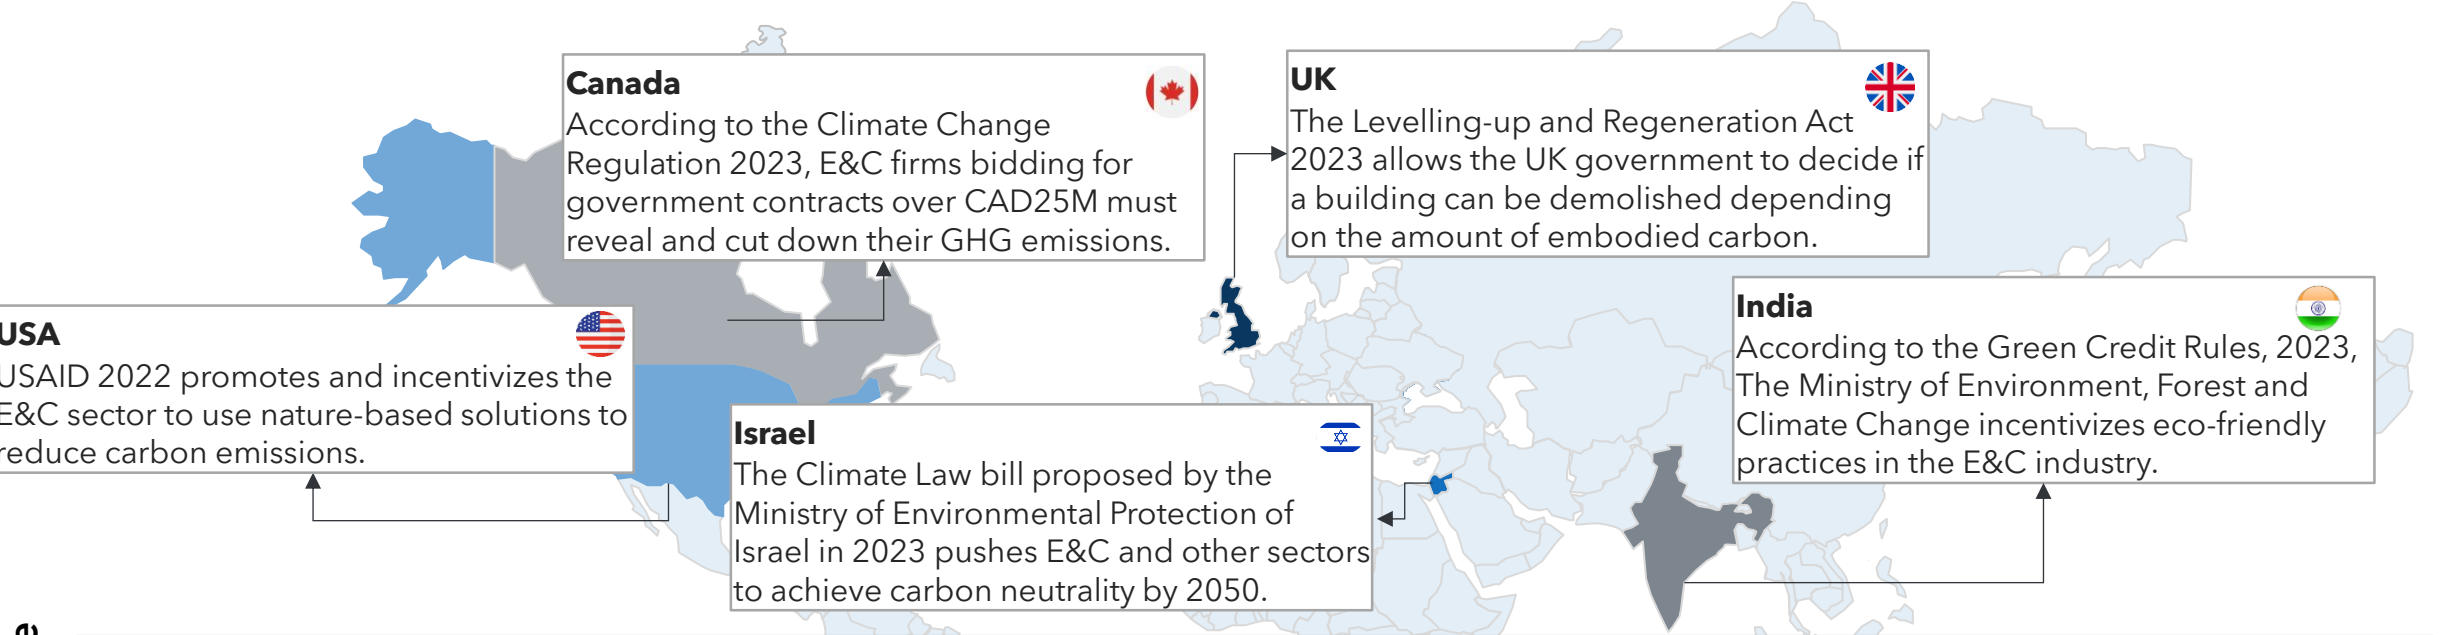 Canada
According to the Climate Change
Regulation 2023, E&C firms bidding for
government contracts over CAD25M must
reveal and cut down their GHG emissions.
UK
The Levelling-up and Regeneration Act
2023 allows the UK government to decide if
a building can be demolished depending
on the amount of embodied carbon.
India
According to the Green Credit Rules, 2023,
The Ministry of Environment, Forest and
Climate Change incentivizes eco-friendly
practices in the E&C industry.
USA
USAID 2022 promotes and incentivizes the
E&C sector to use nature-based solutions to
reduce carbon emissions.
Israel
The Climate Law bill proposed by the
Ministry of Environmental Protection of
Israel in 2023 pushes E&C and other sectors
to achieve carbon neutrality by 2050.